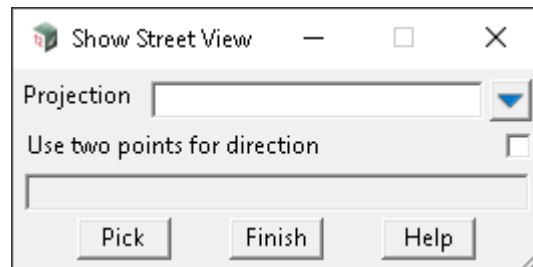 Show Street View
Projection
Use two points for direction
Pick Finish Help